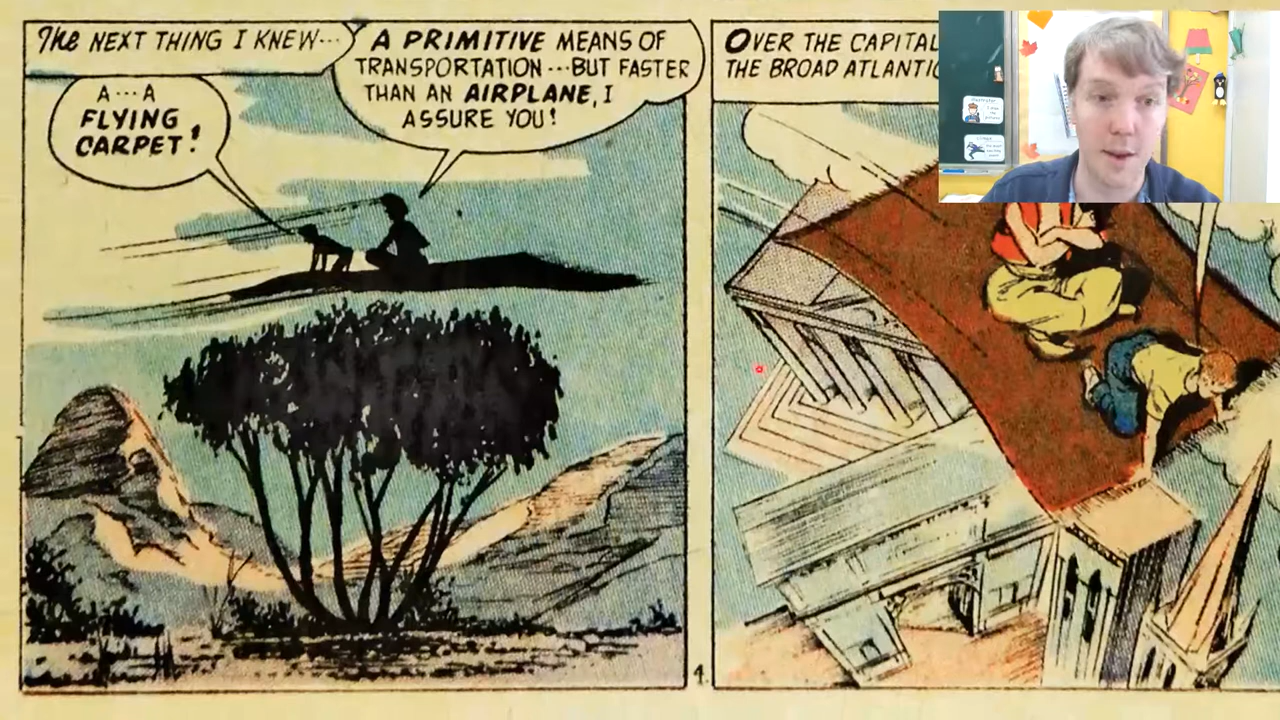 The NEXT THING I KNEW...
A...A
FLYING
CARPET!
A PRIMITIVE MEANS OF
TRANSPORTATION...BUT FASTER
THAN AN AIRPLANE, I
ASSURE YOU!
4.
OVER THE CAPITAL
THE BROAD ATLANTIC